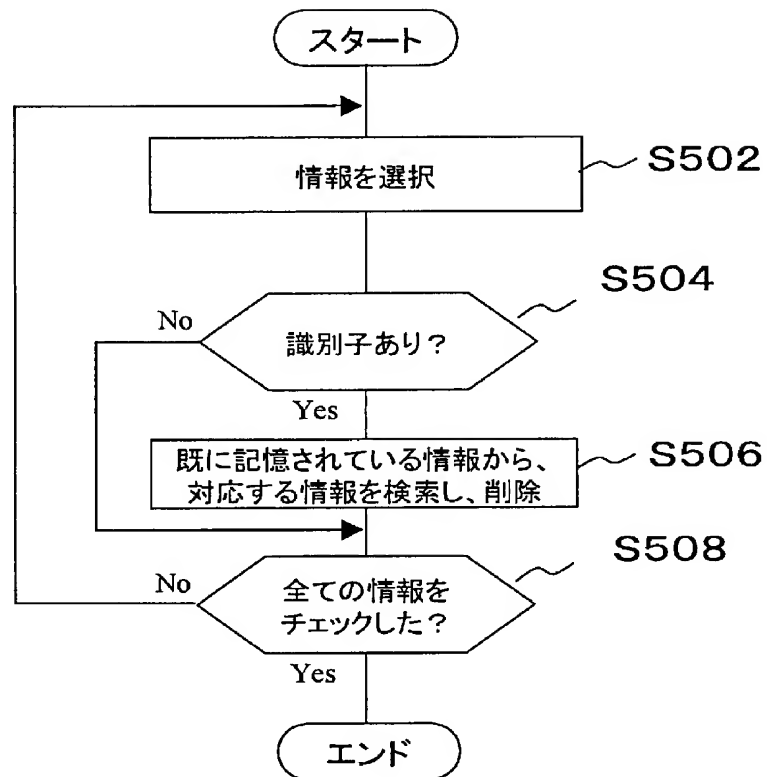 スタート
情報を選択
S502
S504
No
識別子あり？
Yes
既に記憶されている情報から、
対応する情報を検索し、削除
S506
S508
No
全ての情報を
チェックした？
Yes
エンド